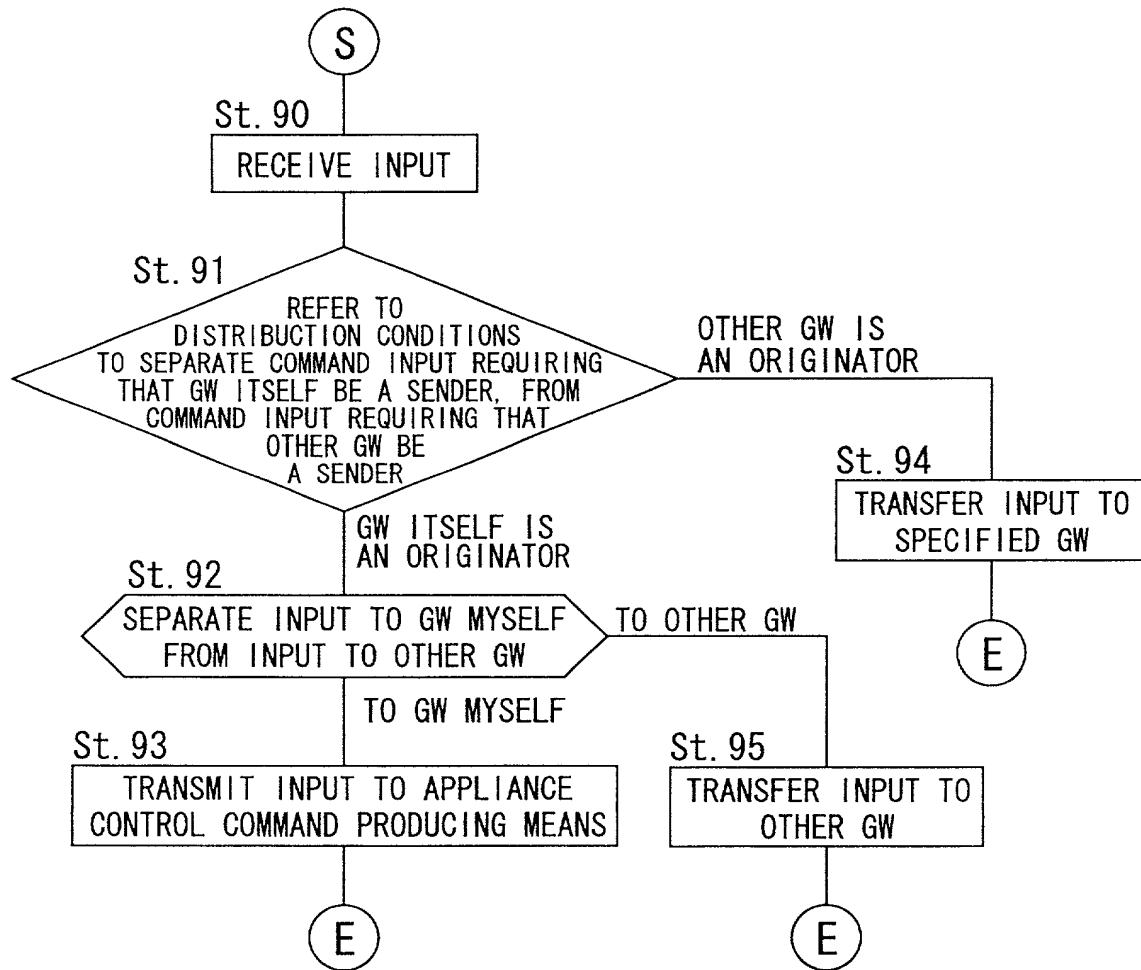 S
St. 90
RECEIVE INPUT
St. 91
REFER TO
DISTRIBUCTION CONDITIONS
TO SEPARATE COMMAND INPUT REQUIRING
THAT GW ITSELF BE A SENDER, FROM
COMMAND INPUT REQUIRING THAT
OTHER GW BE
A SENDER
OTHER GW IS
AN ORIGINATOR
St. 94
TRANSFER INPUT TO
SPECIFIED GW
E
GW ITSELF IS
AN ORIGINATOR
St. 92
SEPARATE INPUT TO GW MYSELF
FROM INPUT TO OTHER GW
TO OTHER GW
TO GW MYSELF
St. 93
TRANSMIT INPUT TO APPLIANCE
CONTROL COMMAND PRODUCING MEANS
E
St. 95
TRANSFER INPUT TO
OTHER GW
E